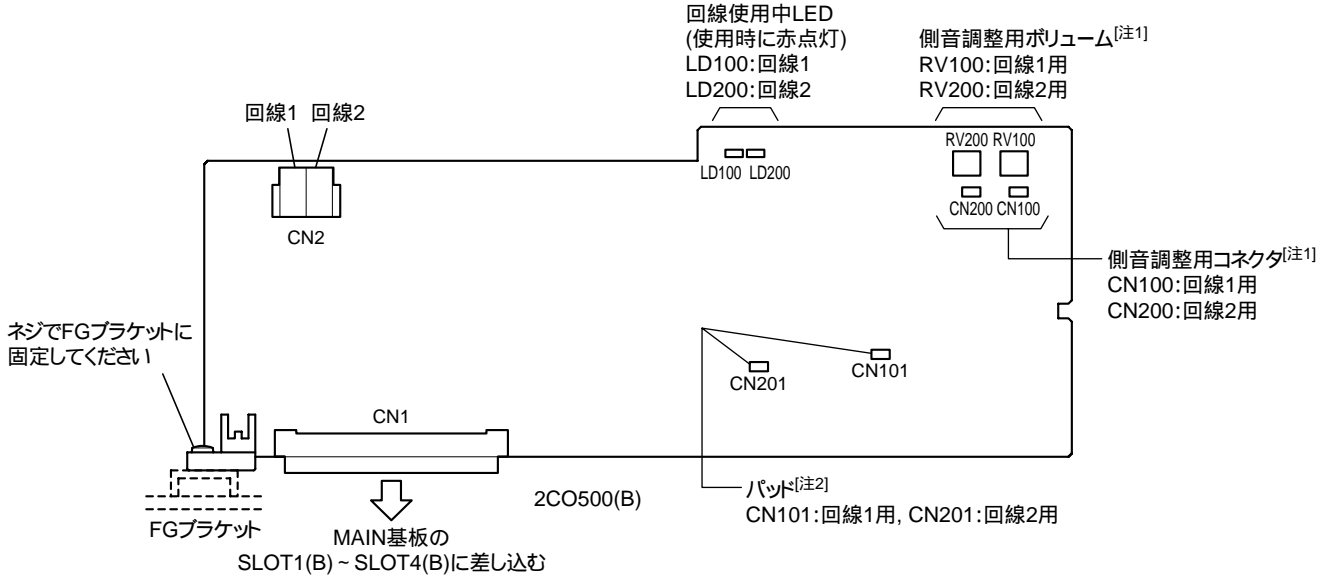 回線使用中LED
(使用時に赤点灯)
LD100:回線1
LD200:回線2
側音調整用ボリューム[注1]
RV100:回線1用
RV200:回線2用
回線1 回線2
RV200 RV100
LD100 LD200
CN200 CN100
CN2
側音調整用コネクタ[注1]
CN100:回線1用
CN200:回線2用
ネジでFGブラケットに
固定してください
CN201
CN101
CN1
2CO500(B)
パッド[注2]
CN101:回線1用, CN201:回線2用
FGブラケット
MAIN基板の
SLOT1(B) ~ SLOT4(B)に差し込む